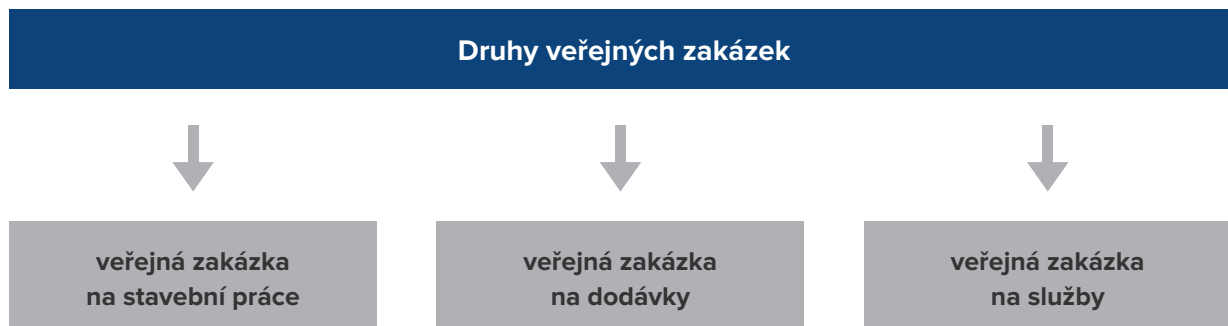 Druhy veřejných zakázek
veřejná zakázka
na stavební práce
veřejná zakázka
na dodávky
veřejná zakázka
na služby